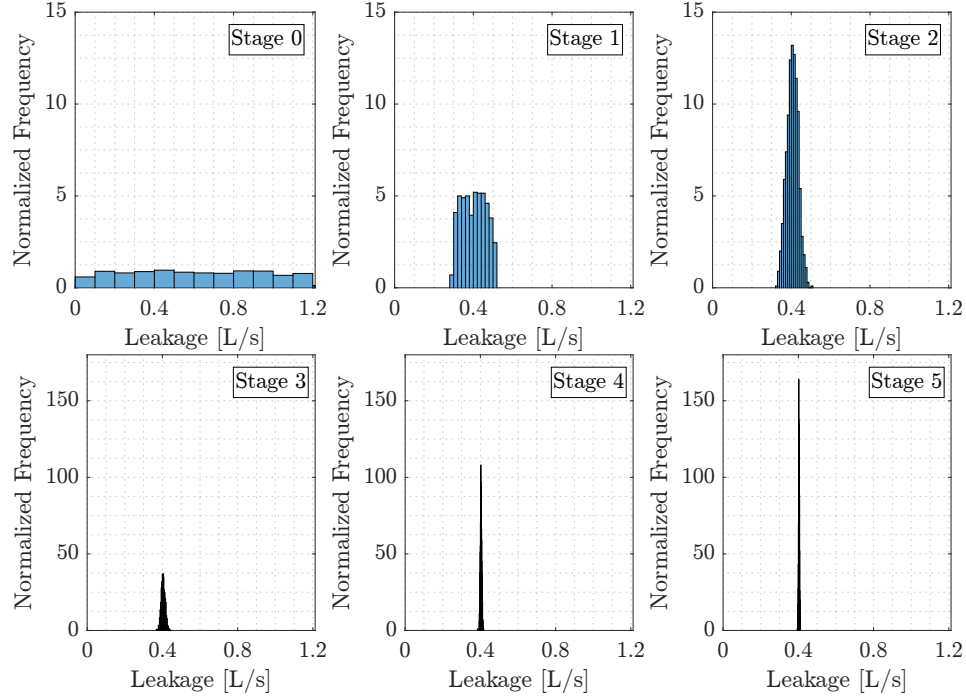 15
10
5
0
Normalized Frequency
Stage 0
0 0.4 0.8 1.2
Leakage [L/s]
15
10
5
0
Normalized Frequency
Stage 1
0 0.4 0.8 1.2
Leakage [L/s]
15
10
5
0
Normalized Frequency
Stage 2
0 0.4 0.8 1.2
Leakage [L/s]
150
100
50
0
Normalized Frequency
Stage 3
0 0.4 0.8 1.2
Leakage [L/s]
150
100
50
0
Normalized Frequency
Stage 4
0 0.4 0.8 1.2
Leakage [L/s]
150
100
50
0
Normalized Frequency
Stage 5
0 0.4 0.8 1.2
Leakage [L/s]